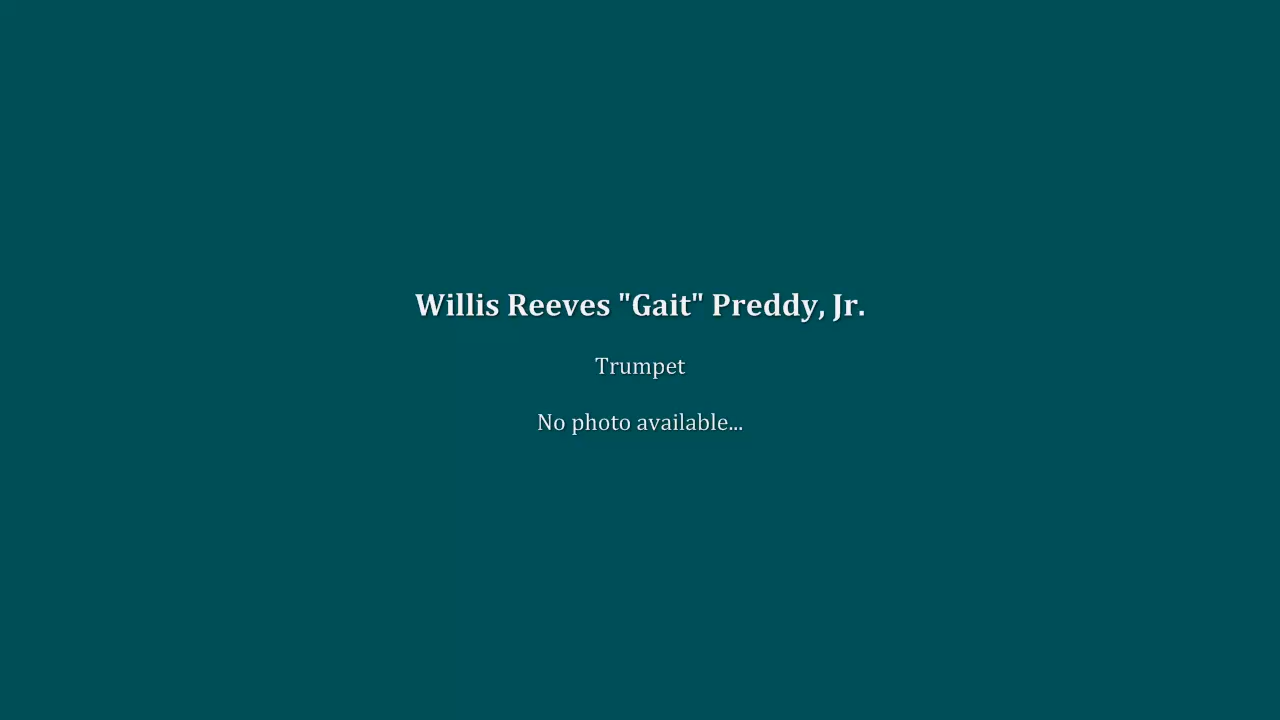 Willis Reeves "Gait" Preddy, Jr.
Trumpet
No photo available...